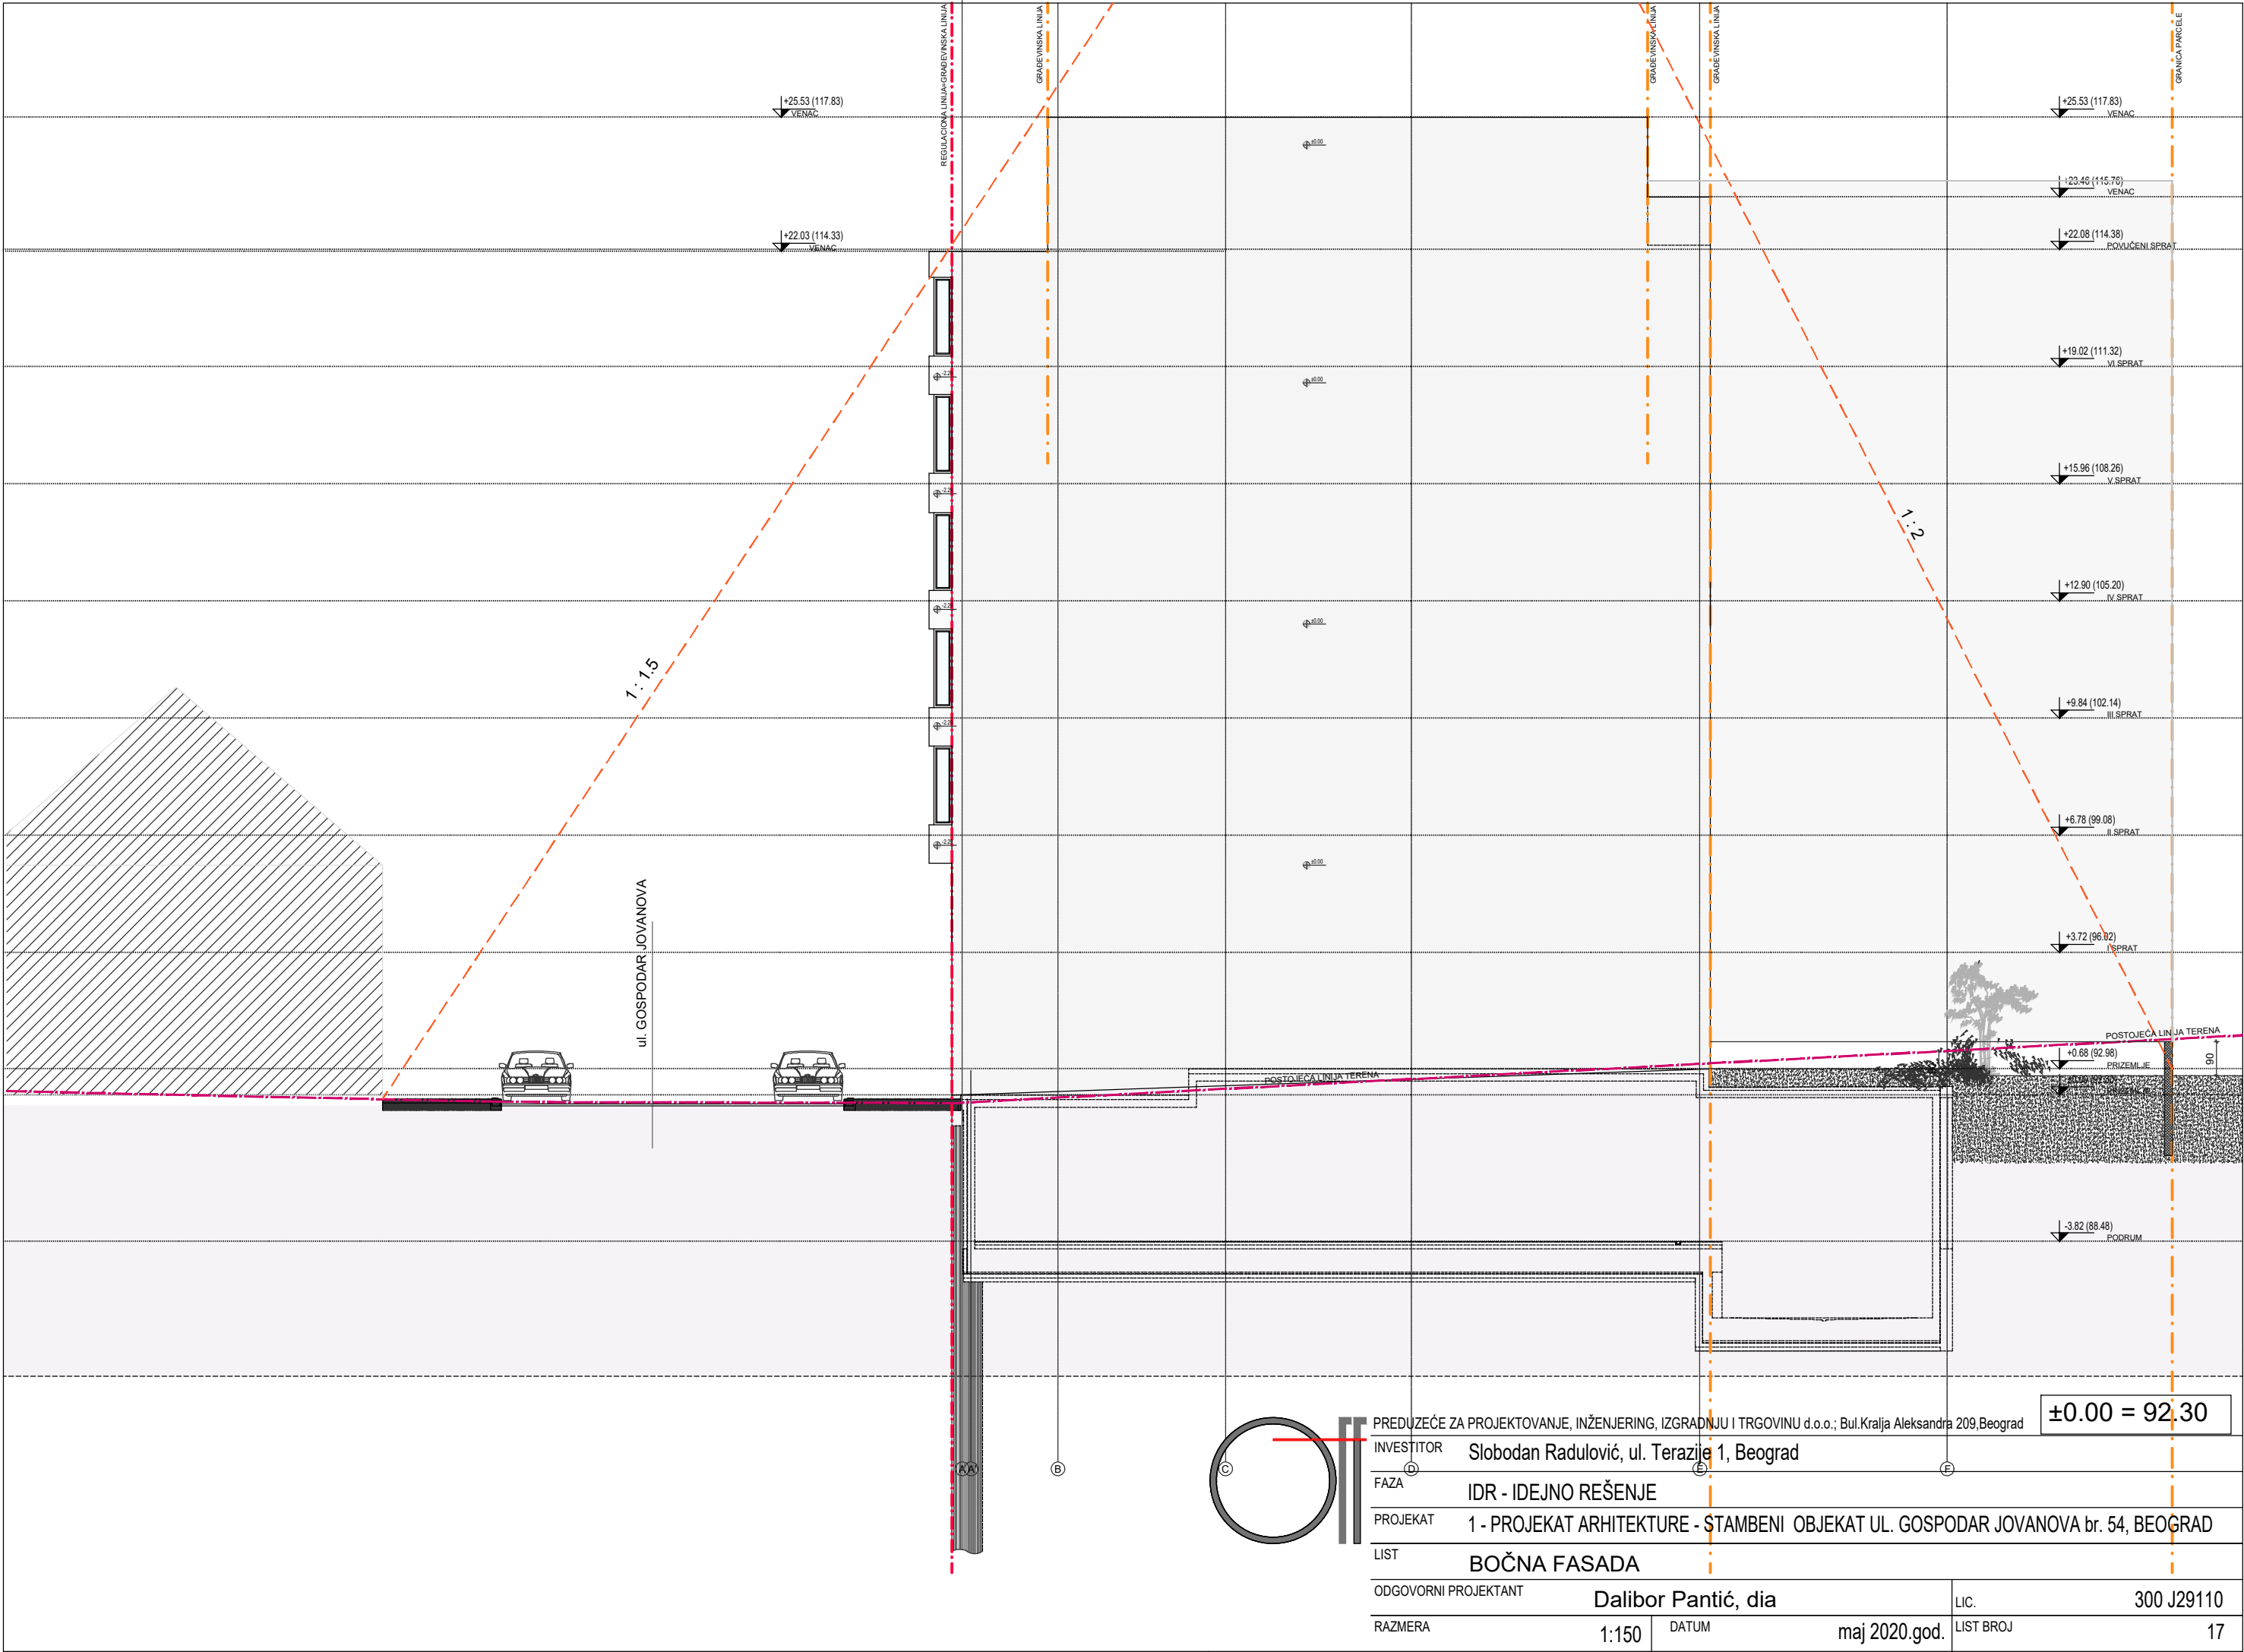 REGULACIONA LINIJA=GRAĐEVINSKA LINIJA
GRAĐEVINSKA LINIJA
GRAĐEVINSKA LINIJA
GRAĐEVINSKA LINIJA
GRANICA PARCELE
+25.53 (117.83)
VENAC
+25.53 (117.83)
VENAC
±0.00
+23.46 (115.76)
VENAC
+22.03 (114.33)
VENAC
+22.08 (114.38)
POVUČENI SPRAT
+19.02 (111.32)
VI SPRAT
±0.00
+15.96 (108.26)
V SPRAT
1 : 2
+12.90 (105.20)
IV SPRAT
±0.00
1 : 1.5
+9.84 (102.14)
III SPRAT
+6.78 (99.08)
II SPRAT
±0.00
ul. GOSPODAR JOVANOVA
+3.72 (96.02)
I SPRAT
POSTOJEĆA LINIJA TERENA
+0.68 (92.98)
PRIZEMLJE
90
POSTOJEĆA LINIJA TERENA
-3.82 (88.48)
PODRUM
±0.00 = 92.30
PREDUZEĆE ZA PROJEKTOVANJE, INŽENJERING, IZGRADNJU I TRGOVINU d.o.o.; Bul.Kralja Aleksandra 209,Beograd
INVESTITOR Slobodan Radulović, ul. Terazije 1, Beograd
A A' B C D E F
FAZA IDR - IDEJNO REŠENJE
PROJEKAT 1 - PROJEKAT ARHITEKTURE - STAMBENI OBJEKAT UL. GOSPODAR JOVANOVA br. 54, BEOGRAD
LIST BOČNA FASADA
ODGOVORNI PROJEKTANT Dalibor Pantić, dia LIC. 300 J29110
RAZMERA 1:150 DATUM maj 2020.god. LIST BROJ 17